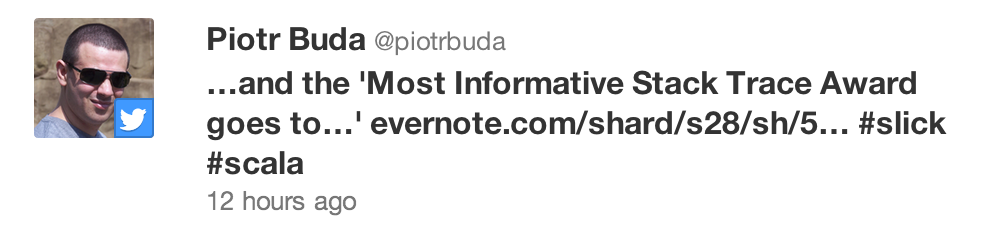 Piotr Buda @piotrbuda
...and the 'Most Informative Stack Trace Award
goes to...' evernote.com/shard/s28/sh/5... #slick
#scala
12 hours ago